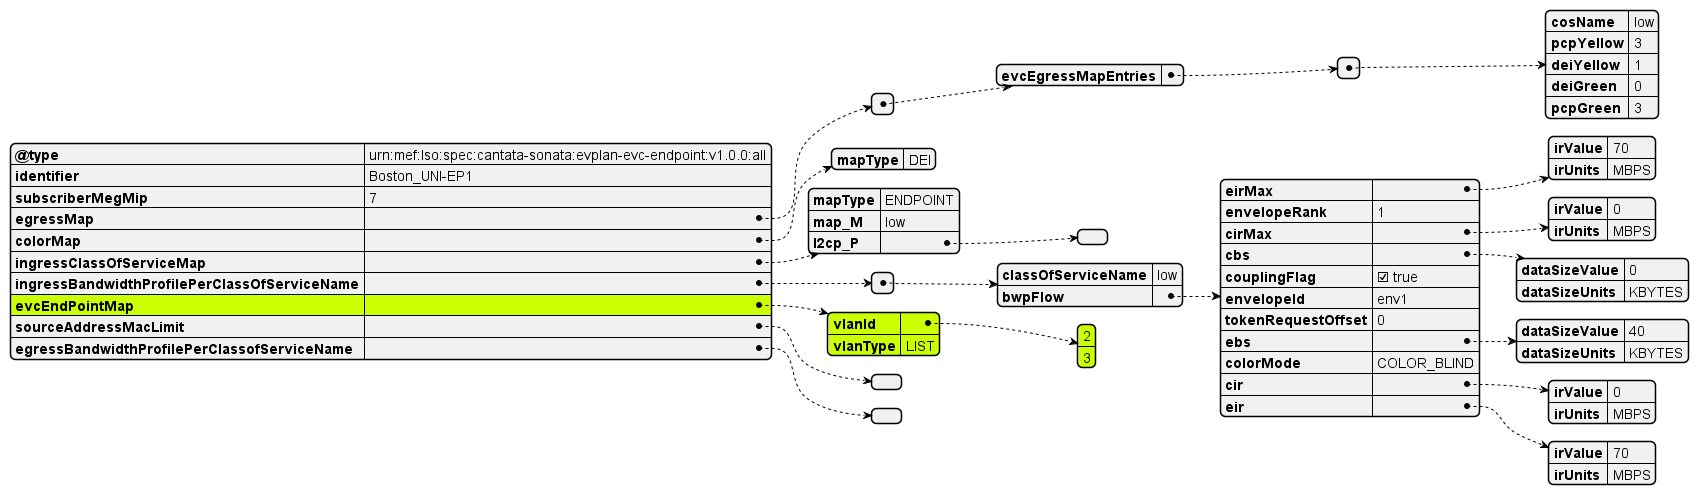 @type urn:mef:lso:spec:cantata-sonata:evplan-evc-endpoint:v1.0.0:all
identifier Boston_UNI-EP1
subscriberMegMip 7
egressMap
colorMap
ingressClassOfServiceMap
ingressBandwidthProfilePerClassOfServiceName
evcEndPointMap
sourceAddressMacLimit
egressBandwidthProfilePerClassofServiceName
evcEgressMapEntries
cosName low
pcpYellow 3
deiYellow 1
deiGreen 0
pcpGreen 3
mapType DEI
mapType ENDPOINT
map_M low
l2cp_P
classOfServiceName low
bwpFlow
eirMax
envelopeRank 1
cirMax
cbs
couplingFlag ☑ true
envelopeId env1
tokenRequestOffset 0
ebs
colorMode COLOR_BLIND
cir
eir
irValue 70
irUnits MBPS
irValue 0
irUnits MBPS
dataSizeValue 0
dataSizeUnits KBYTES
dataSizeValue 40
dataSizeUnits KBYTES
irValue 0
irUnits MBPS
irValue 70
irUnits MBPS
vlanId
vlanType LIST
2
3